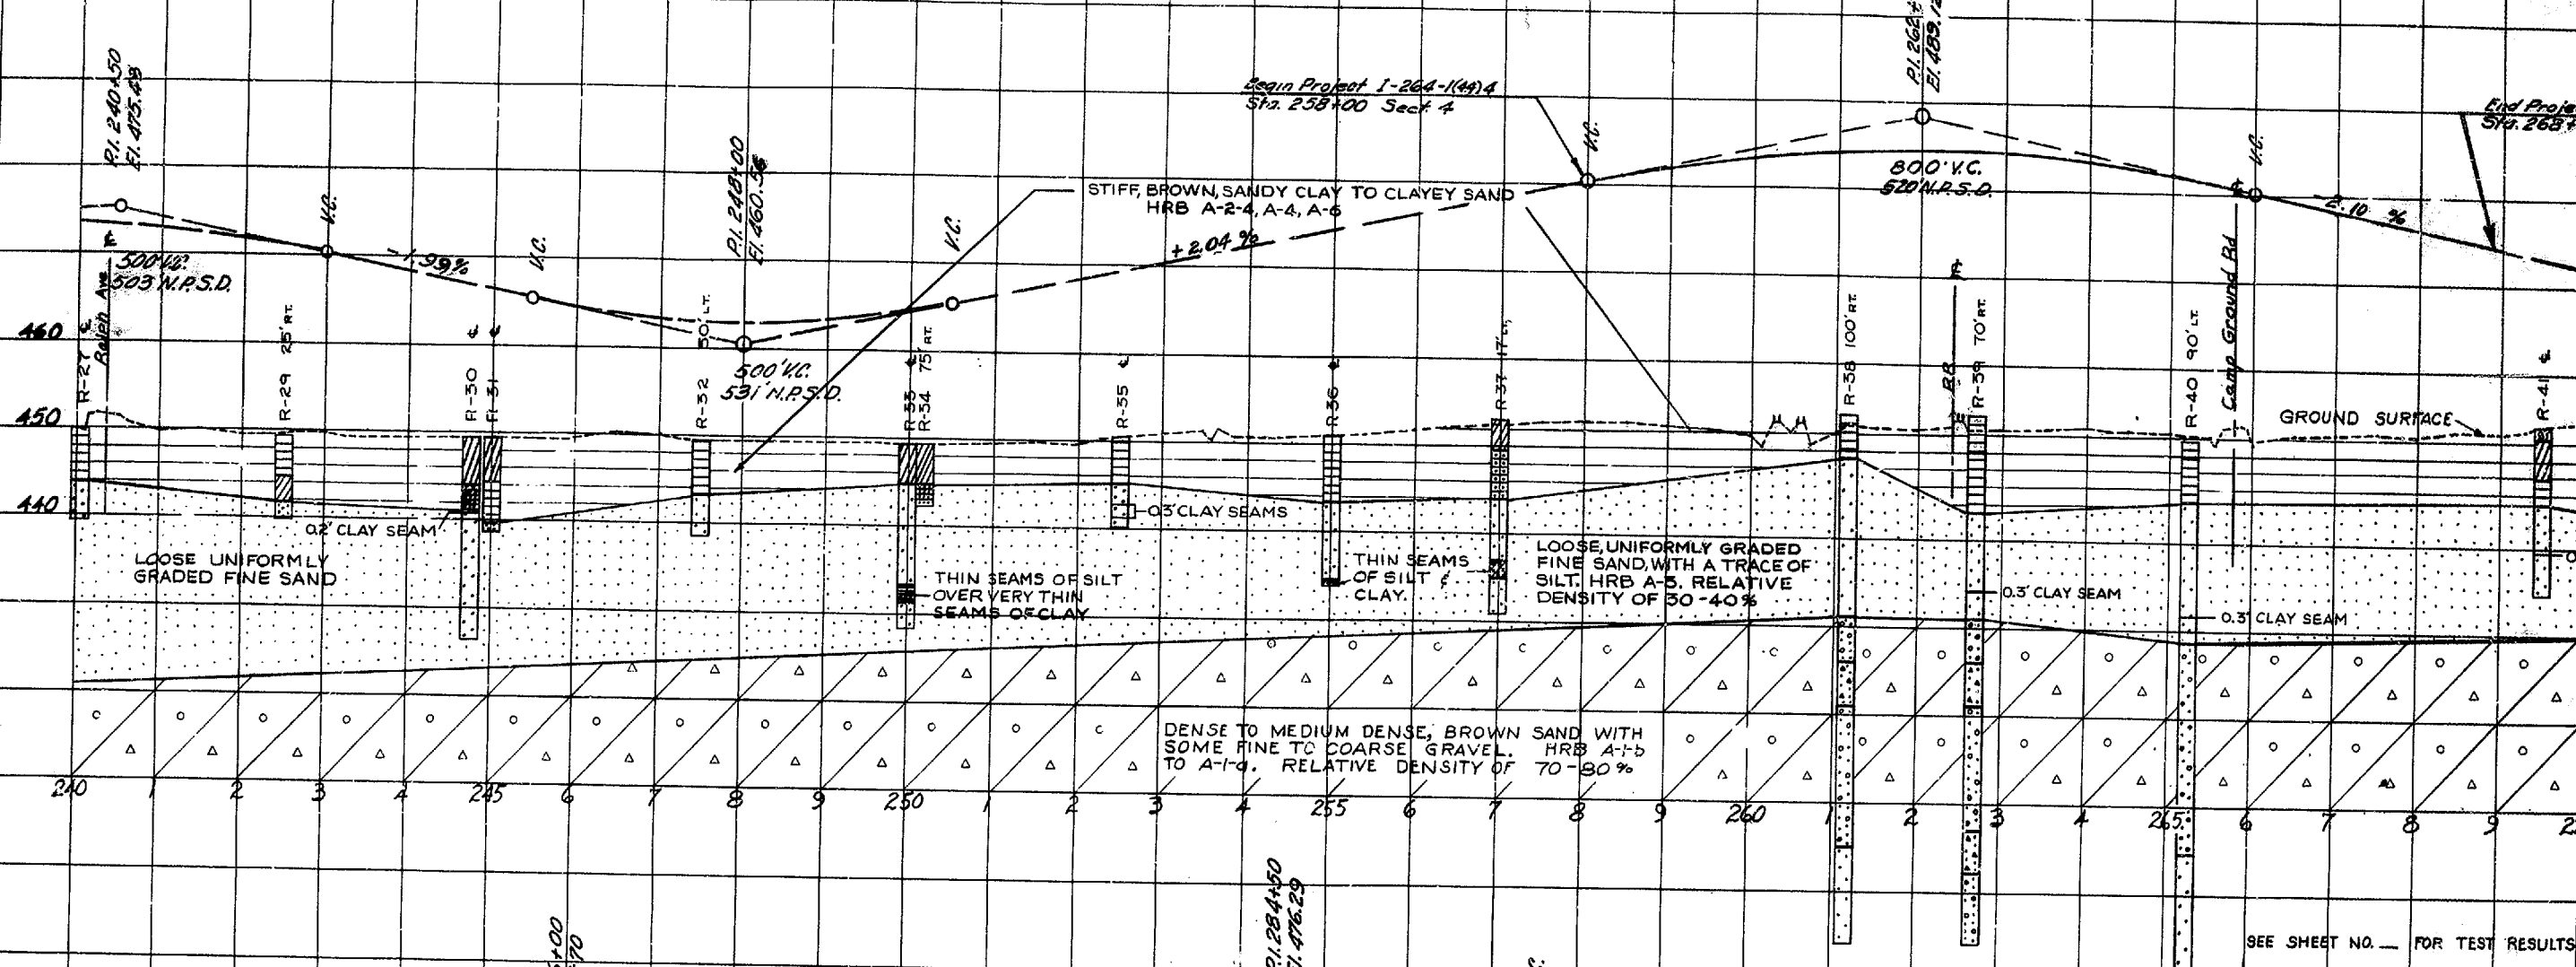 P.I. 240+50
El. 475.48
P.I. 248+00
El. 460.56
Begin Project I-264-1(44)4
Sta. 258+00 Sect. 4
V.C.
P.I. 262+
El. 489.12
End Proje
Sta. 268+
V.C.
V.C.
V.C.
V.C.
500' V.C.
503' N.P.S.D.
-1.99%
STIFF, BROWN, SANDY CLAY TO CLAYEY SAND
HRB A-2-4, A-4, A-6
+2.04 %
800' V.C.
620' N.P.S.D.
-2.10 %
500' V.C.
531' N.P.S.D.
460
450
440
R-27 ℄
Ralph Ave
R-29 25' RT.
R-30 ℄
R-31 ℄
R-32 50' LT.
R-33 ℄
R-34 75' RT.
R-35 ℄
R-36 ℄
R-37 17' LT.
R-38 100' RT.
RR
R-39 70' RT.
R-40 90' LT.
Camp Ground Rd
R-41 ℄
GROUND SURFACE
0.2' CLAY SEAM
0.3' CLAY SEAMS
LOOSE UNIFORMLY
GRADED FINE SAND
THIN SEAMS OF SILT
OVER VERY THIN
SEAMS OF CLAY
THIN SEAMS
OF SILT &
CLAY.
LOOSE, UNIFORMLY GRADED
FINE SAND, WITH A TRACE OF
SILT. HRB A-3. RELATIVE
DENSITY OF 30-40%
0.3' CLAY SEAM
0.3' CLAY SEAM
DENSE TO MEDIUM DENSE, BROWN SAND WITH
SOME FINE TO COARSE GRAVEL. HRB A-1-b
TO A-1-a. RELATIVE DENSITY OF 70-80%
240 1 2 3 4 245 6 7 8 9 250 1 2 3 4 255 6 7 8 9 260 1 2 3 4 265 6 7 8 9
+00
70
P.I. 284+50
El. 476.29
SEE SHEET NO. __ FOR TEST RESULTS